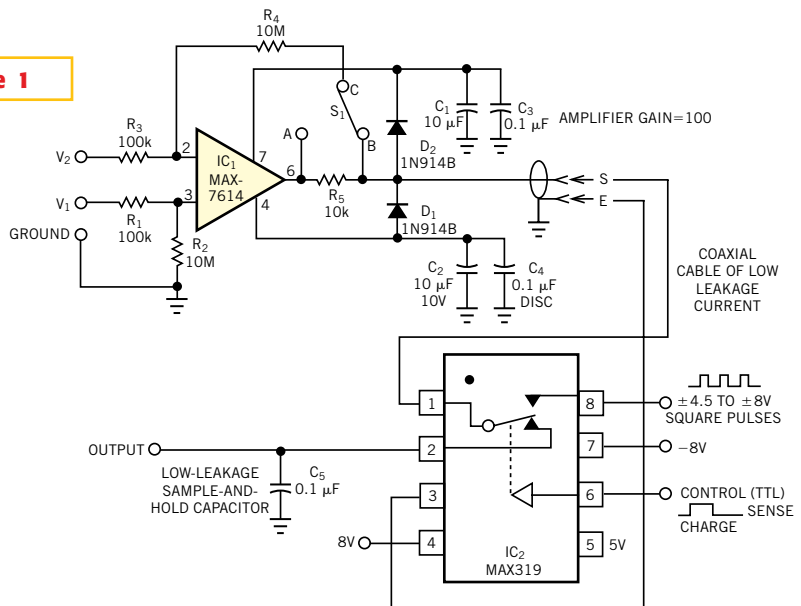 e 1
R4
10M
C
S1
A
B
R3
100k
V2
2
7
IC1
MAX-
7614
6
V1
3
4
R1
100k
GROUND
R2
10M
R5
10k
D2
1N914B
D1
1N914B
C1
10 µF
C3
0.1 µF
AMPLIFIER GAIN=100
S
E
C2
10 µF
10V
C4
0.1 µF
DISC
COAXIAL
CABLE OF LOW
LEAKAGE
CURRENT
1
8
±4.5 TO ±8V
SQUARE PULSES
OUTPUT
2
7
−8V
LOW-LEAKAGE
SAMPLE-AND-
HOLD CAPACITOR
C5
0.1 µF
3
6
CONTROL (TTL)
SENSE
CHARGE
8V
4
5
5V
IC2
MAX319